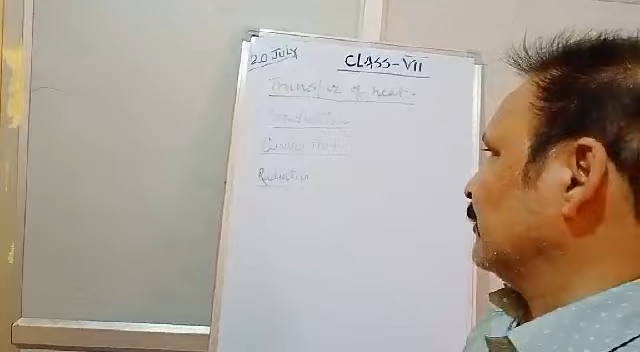 20 JULY
CLASS-VII
Transfer of heat.
Conduction
Convection
Radiation